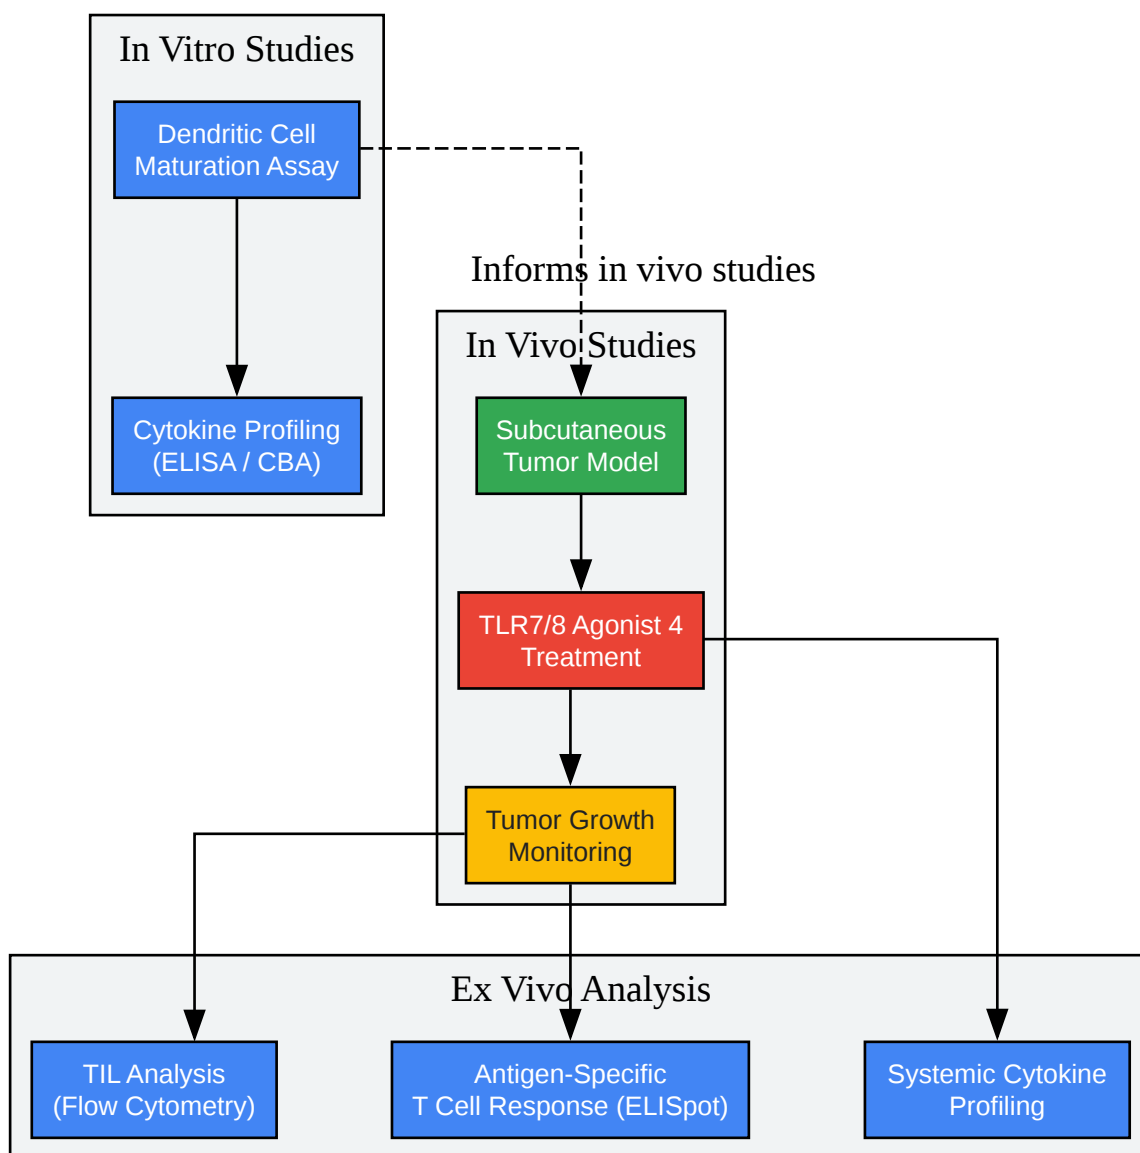 In Vitro Studies
Dendritic Cell
Maturation Assay
Informs in vivo studies
In Vivo Studies
Cytokine Profiling
(ELISA / CBA)
Subcutaneous
Tumor Model
TLR7/8 Agonist 4
Treatment
Tumor Growth
Monitoring
Ex Vivo Analysis
TIL Analysis
(Flow Cytometry)
Antigen-Specific
T Cell Response (ELISpot)
Systemic Cytokine
Profiling